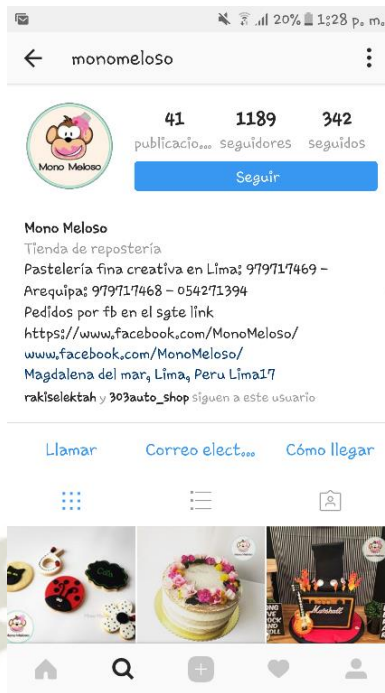 20% 1:28 p. m.
monomeloso
41 1189 342
publicacio... seguidores seguidos
Mono Meloso
Seguir
Mono Meloso
Tienda de repostería
Pastelería fina creativa en Lima: 979717469 -
Arequipa: 979717468 - 054271394
Pedidos por fb en el sgte link
https://www.facebook.com/MonoMeloso/
www.facebook.com/MonoMeloso/
Magdalena del mar, Lima, Peru Lima17
rakiselektah y 303auto_shop siguen a este usuario
Llamar Correo elect... Cómo llegar
Marshall